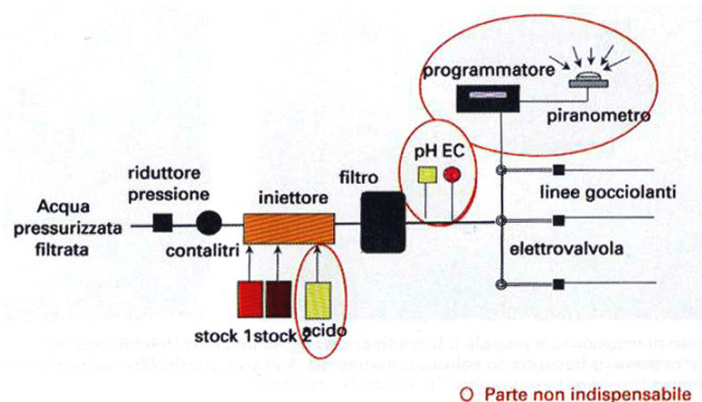 programmatore
piranometro
pH EC
riduttore
pressione
iniettore
filtro
linee gocciolanti
Acqua
pressurizzata
filtrata
contalitri
elettrovalvola
stock 1 stock 2
acido
Parte non indispensabile